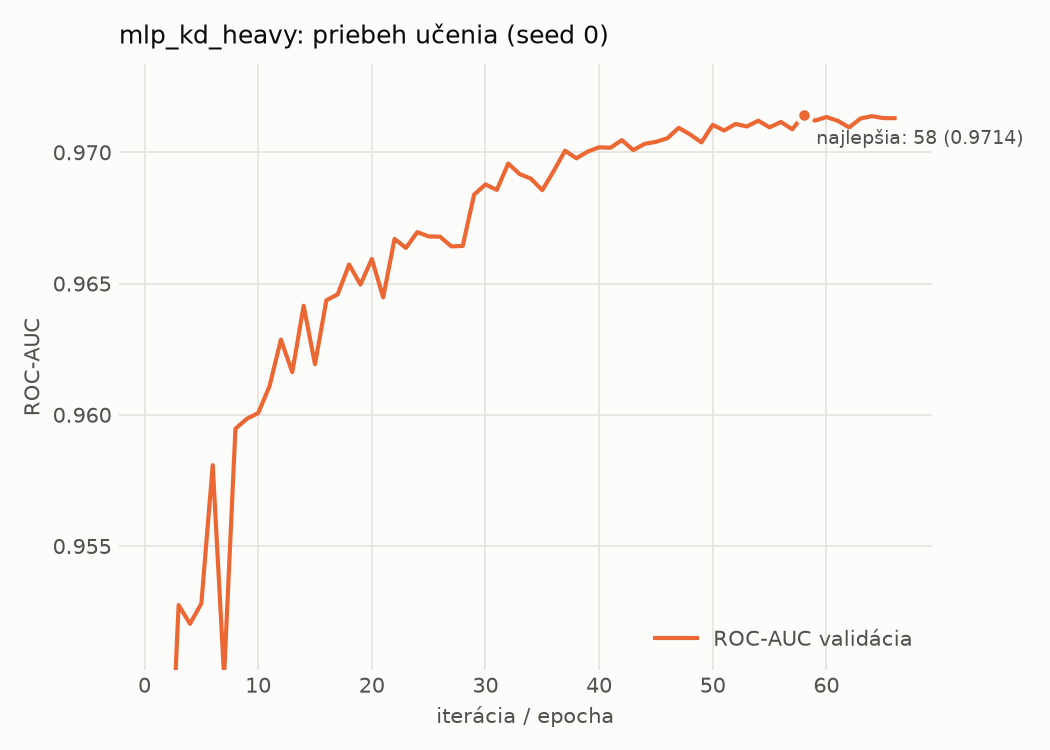 mlp_kd_heavy: priebeh učenia (seed 0)
ROC-AUC
0.970
0.965
0.960
0.955
najlepšia: 58 (0.9714)
ROC-AUC validácia
0 10 20 30 40 50 60
iterácia / epocha